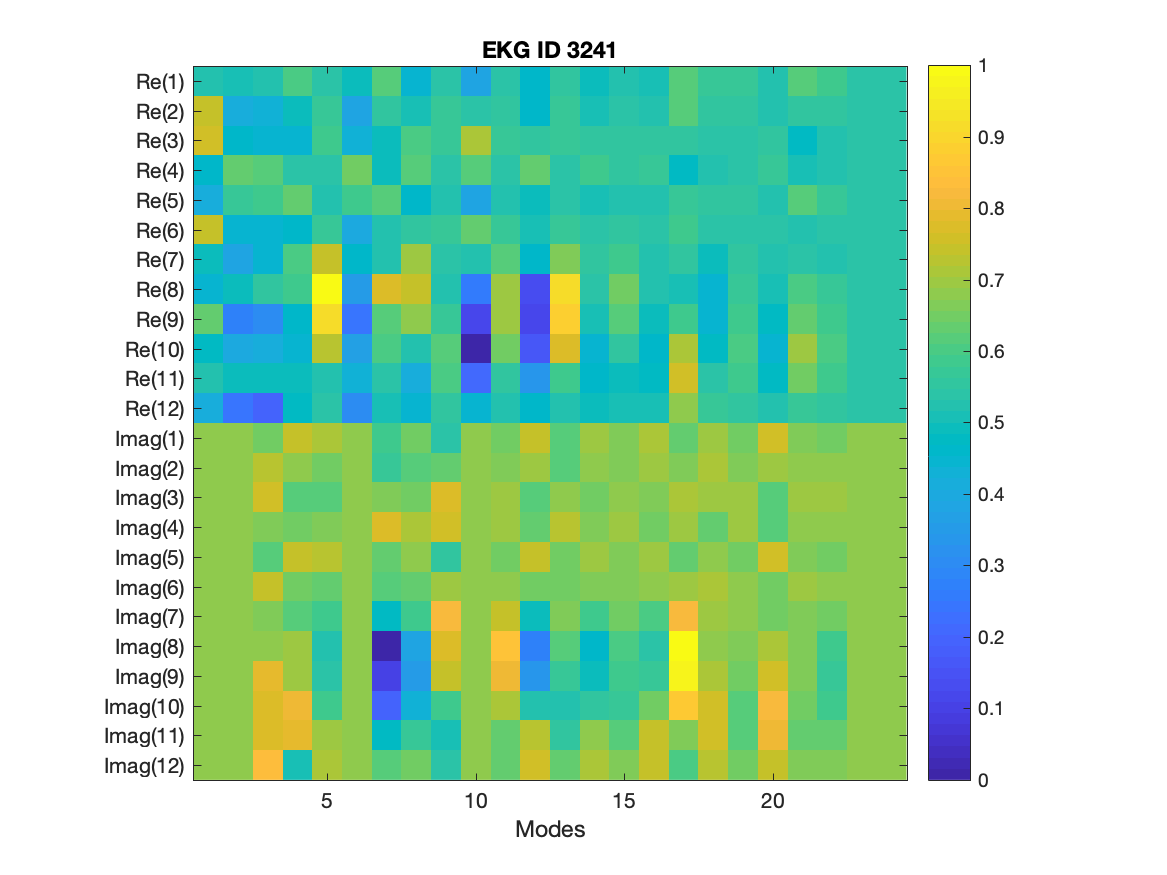 EKG ID 3241
Re(1)
Re(2)
Re(3)
Re(4)
Re(5)
Re(6)
Re(7)
Re(8)
Re(9)
Re(10)
Re(11)
Re(12)
Imag(1)
Imag(2)
Imag(3)
Imag(4)
Imag(5)
Imag(6)
Imag(7)
Imag(8)
Imag(9)
Imag(10)
Imag(11)
Imag(12)
5 10 15 20
Modes
1
0.9
0.8
0.7
0.6
0.5
0.4
0.3
0.2
0.1
0